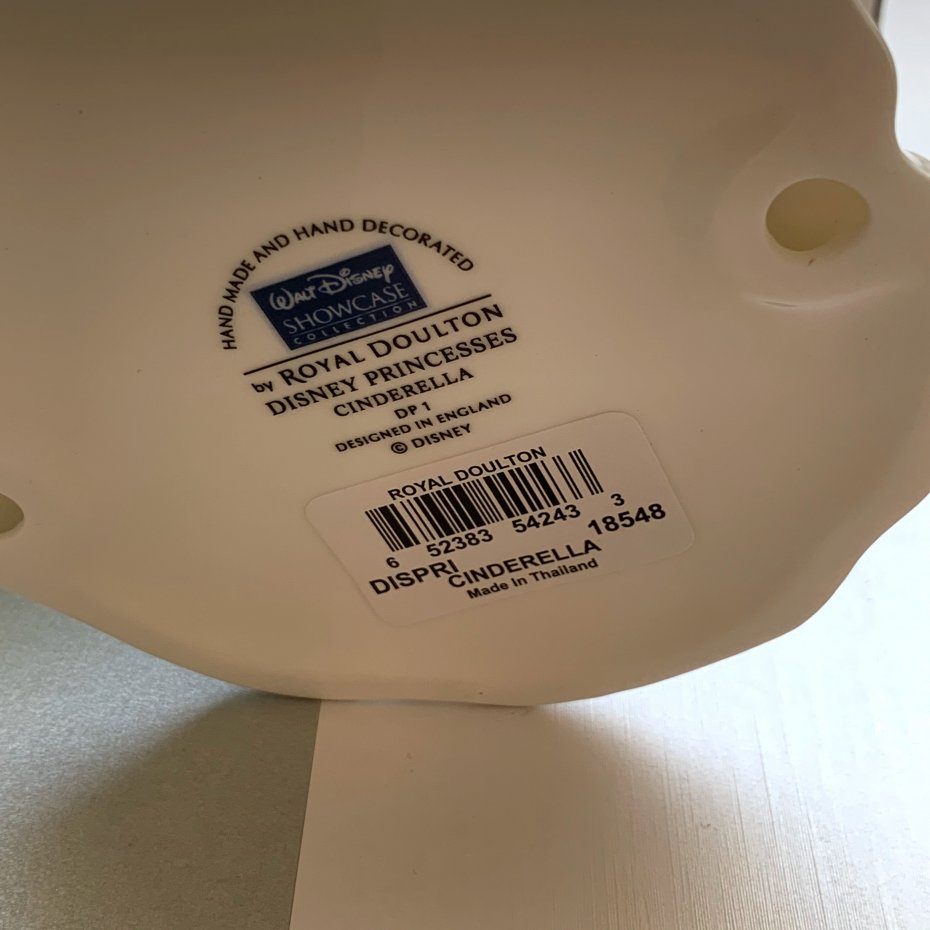 HAND MADE AND HAND DECORATED
WALT DISNEY
SHOWCASE
COLLECTION
by ROYAL DOULTON
DISNEY PRINCESSES
CINDERELLA
DP 1
DESIGNED IN ENGLAND
© DISNEY
ROYAL DOULTON
6 52383 54243 3
DISPRI 18548
CINDERELLA
Made In Thailand